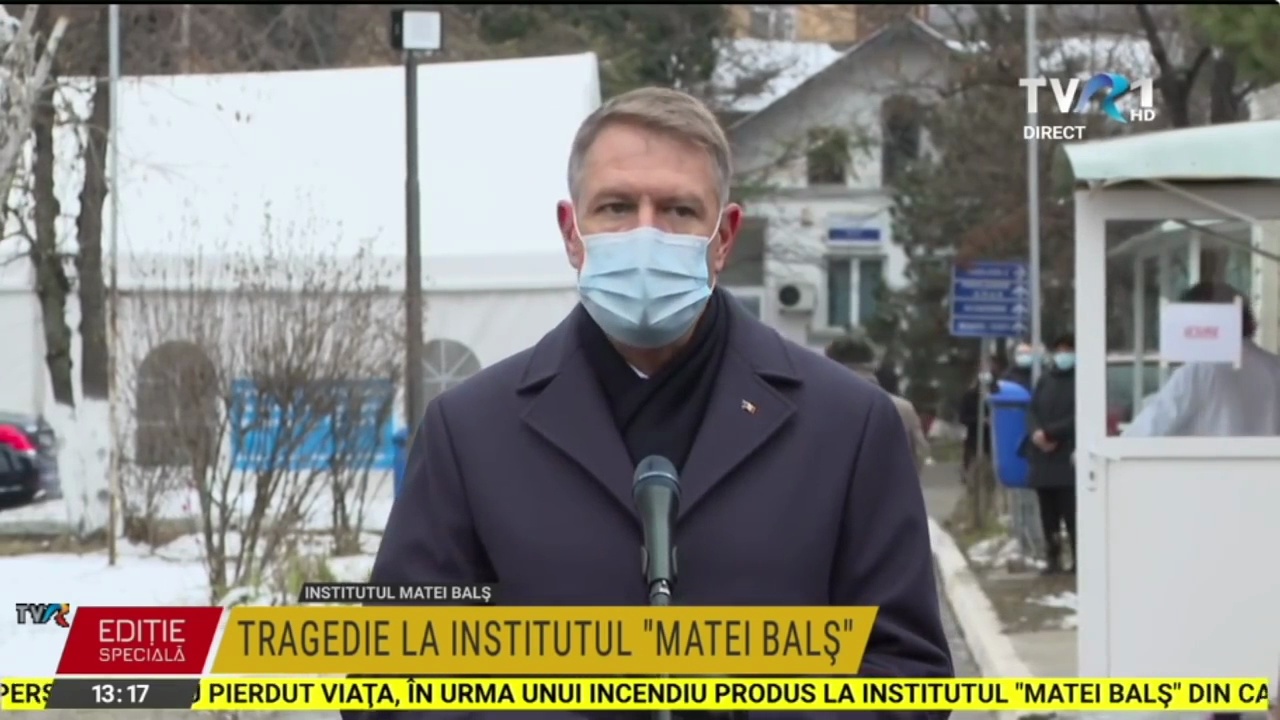 TVR1
HD
DIRECT
INSTITUTUL MATEI BALŞ
TVR
EDIŢIE
SPECIALĂ
TRAGEDIE LA INSTITUTUL "MATEI BALŞ"
13:17
PIERDUT VIAŢA, ÎN URMA UNUI INCENDIU PRODUS LA INSTITUTUL "MATEI BALŞ" DIN CA